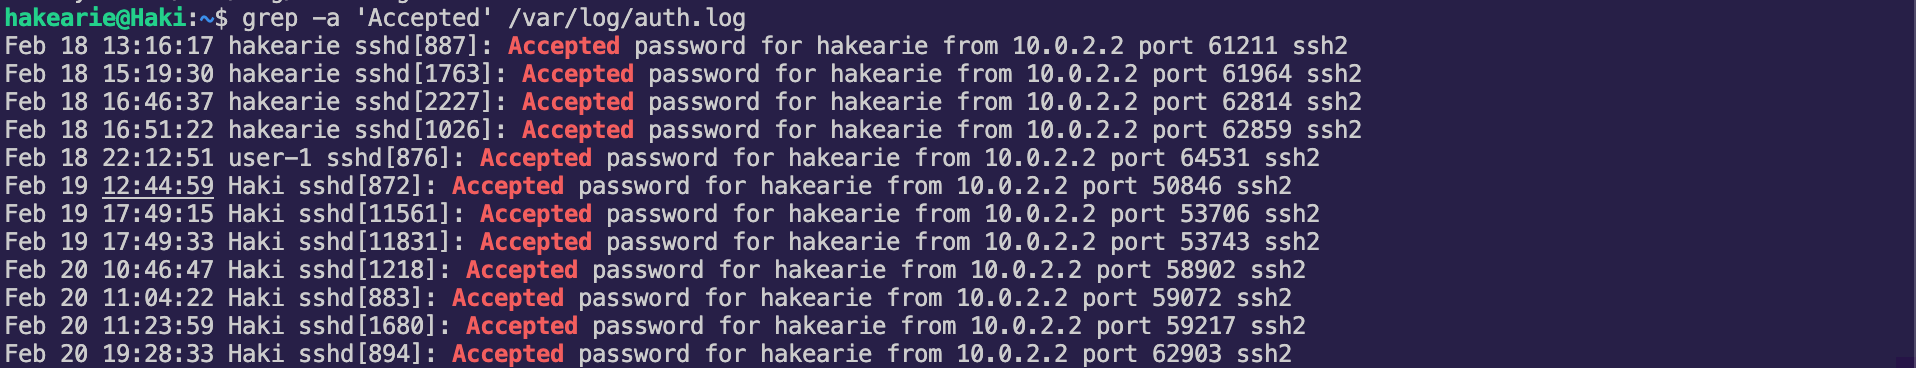 hakearie@Haki:~$ grep -a 'Accepted' /var/log/auth.log
Feb 18 13:16:17 hakearie sshd[887]: Accepted password for hakearie from 10.0.2.2 port 61211 ssh2
Feb 18 15:19:30 hakearie sshd[1763]: Accepted password for hakearie from 10.0.2.2 port 61964 ssh2
Feb 18 16:46:37 hakearie sshd[2227]: Accepted password for hakearie from 10.0.2.2 port 62814 ssh2
Feb 18 16:51:22 hakearie sshd[1026]: Accepted password for hakearie from 10.0.2.2 port 62859 ssh2
Feb 18 22:12:51 user-1 sshd[876]: Accepted password for hakearie from 10.0.2.2 port 64531 ssh2
Feb 19 12:44:59 Haki sshd[872]: Accepted password for hakearie from 10.0.2.2 port 50846 ssh2
Feb 19 17:49:15 Haki sshd[11561]: Accepted password for hakearie from 10.0.2.2 port 53706 ssh2
Feb 19 17:49:33 Haki sshd[11831]: Accepted password for hakearie from 10.0.2.2 port 53743 ssh2
Feb 20 10:46:47 Haki sshd[1218]: Accepted password for hakearie from 10.0.2.2 port 58902 ssh2
Feb 20 11:04:22 Haki sshd[883]: Accepted password for hakearie from 10.0.2.2 port 59072 ssh2
Feb 20 11:23:59 Haki sshd[1680]: Accepted password for hakearie from 10.0.2.2 port 59217 ssh2
Feb 20 19:28:33 Haki sshd[894]: Accepted password for hakearie from 10.0.2.2 port 62903 ssh2